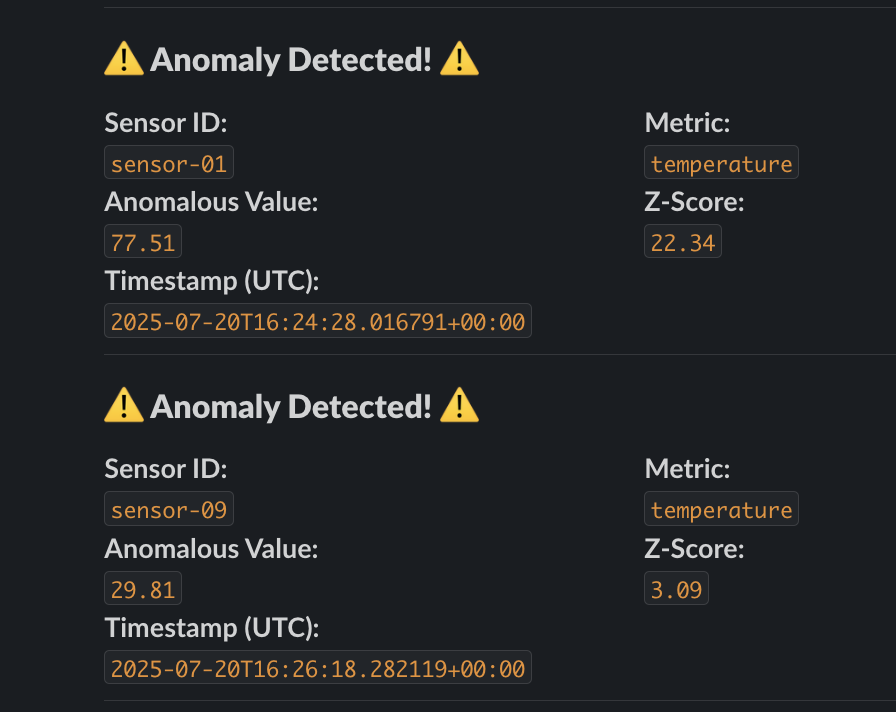 ⚠️ Anomaly Detected! ⚠️
Sensor ID:
sensor-01
Metric:
temperature
Anomalous Value:
77.51
Z-Score:
22.34
Timestamp (UTC):
2025-07-20T16:24:28.016791+00:00
⚠️ Anomaly Detected! ⚠️
Sensor ID:
sensor-09
Metric:
temperature
Anomalous Value:
29.81
Z-Score:
3.09
Timestamp (UTC):
2025-07-20T16:26:18.282119+00:00